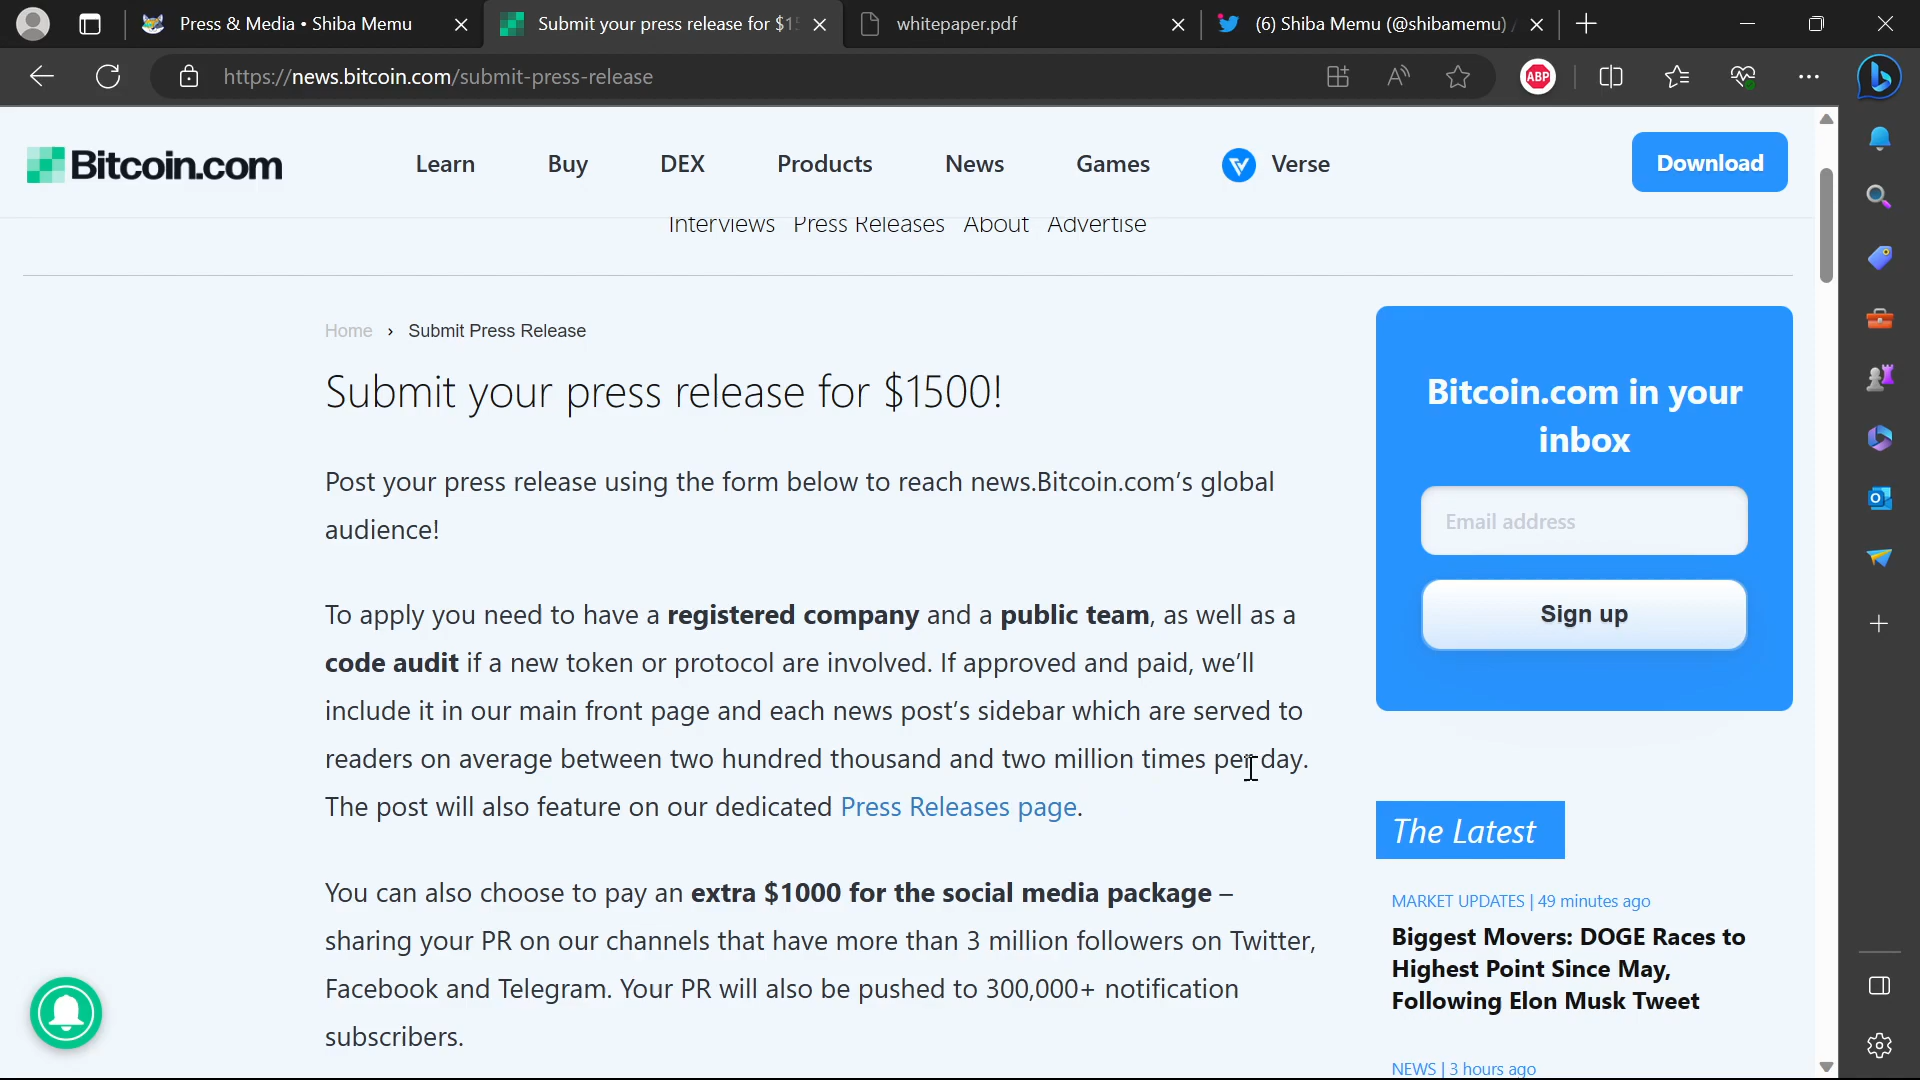 Press & Media • Shiba Memu
Submit your press release for $1
whitepaper.pdf
(6) Shiba Memu (@shibamemu) /
https://news.bitcoin.com/submit-press-release
ABP
Bitcoin.com
Learn
Buy
DEX
Products
News
Games
Verse
Download
Interviews Press Releases About Advertise
Home › Submit Press Release
Submit your press release for $1500!
Post your press release using the form below to reach news.Bitcoin.com’s global
audience!
To apply you need to have a registered company and a public team, as well as a
code audit if a new token or protocol are involved. If approved and paid, we’ll
include it in our main front page and each news post’s sidebar which are served to
readers on average between two hundred thousand and two million times per day.
The post will also feature on our dedicated Press Releases page.
You can also choose to pay an extra $1000 for the social media package –
sharing your PR on our channels that have more than 3 million followers on Twitter,
Facebook and Telegram. Your PR will also be pushed to 300,000+ notification
subscribers.
Bitcoin.com in your
inbox
Email address
Sign up
The Latest
MARKET UPDATES | 49 minutes ago
Biggest Movers: DOGE Races to
Highest Point Since May,
Following Elon Musk Tweet
NEWS | 3 hours ago